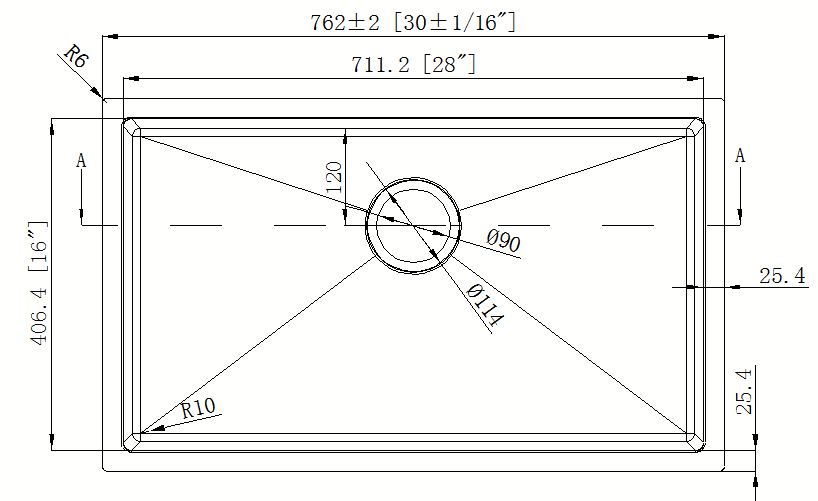 762±2 [30±1/16"]
R6
711.2 [28"]
A
A
120
Ø90
406.4 [16"]
25.4
Ø114
25.4
R10